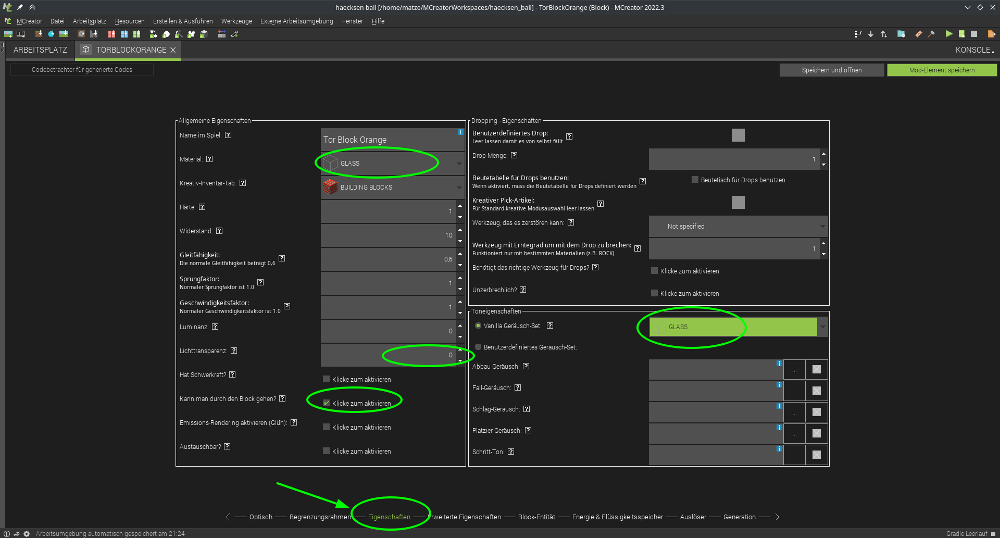 haecksen ball [/home/matze/MCreatorWorkspaces/haecksen_ball] - TorBlockOrange (Block) - MCreator 2022.3
MCreator Datei Arbeitsplatz Resourcen Erstellen & Ausführen Werkzeuge Externe Arbeitsumgebung Fenster Hilfe
ARBEITSPLATZ TORBLOCKORANGE KONSOLE
Codebetrachter für generierte Codes Speichern und öffnen Mod-Element speichern
Allgemeine Eigenschaften
Name im Spiel: ? Tor Block Orange
Material: ? GLASS
Kreativ-Inventar-Tab: ? BUILDING BLOCKS
Härte: ? 1
Widerstand: ? 10
Gleitfähigkeit:
Die normale Gleitfähigkeit beträgt 0,6 ? 0,6
Sprungfaktor:
Normaler Sprungfaktor ist 1.0 ? 1
Geschwindigkeitsfaktor:
Normaler Geschwindigkeitsfaktor ist 1.0 ? 1
Luminanz: ? 0
Lichttransparenz: ? 0
Hat Schwerkraft? ? Klicke zum aktivieren
Kann man durch den Block gehen? ? Klicke zum aktivieren
Emissions-Rendering aktivieren (Glüh): ? Klicke zum aktivieren
Austauschbar? ? Klicke zum aktivieren
Dropping - Eigenschaften
Benutzerdefiniertes Drop:
Leer lassen damit es von selbst fällt ?
Drop-Menge: ? 1
Beutetabelle für Drops benutzen:
Wenn aktiviert, muss die Beutetabelle für Drops definiert werden ? Beutetisch für Drops benutzen
Kreativer Pick-Artikel:
Für Standard-kreative Modusauswahl leer lassen ?
Werkzeug, das es zerstören kann: ? Not specified
Werkzeug mit Erntegrad um mit dem Drop zu brechen:
Funktioniert nur mit bestimmten Materialien (z.B. ROCK) ? 1
Benötigt das richtige Werkzeug für Drops? ? Klicke zum aktivieren
Unzerbrechlich? ? Klicke zum aktivieren
Toneigenschaften
Vanilla Geräusch-Set: ? GLASS
Benutzerdefiniertes Geräusch-Set:
Abbau Geräusch: ? ...
Fall-Geräusch: ? ...
Schlag-Geräusch: ? ...
Platzier Geräusch: ? ...
Schritt-Ton: ? ...
Optisch Begrenzungsrahmen Eigenschaften Erweiterte Eigenschaften Block-Entität Energie & Flüssigkeitsspeicher Auslöser Generation
Arbeitsumgebung automatisch gespeichert am 21:24 Gradle Leerlauf